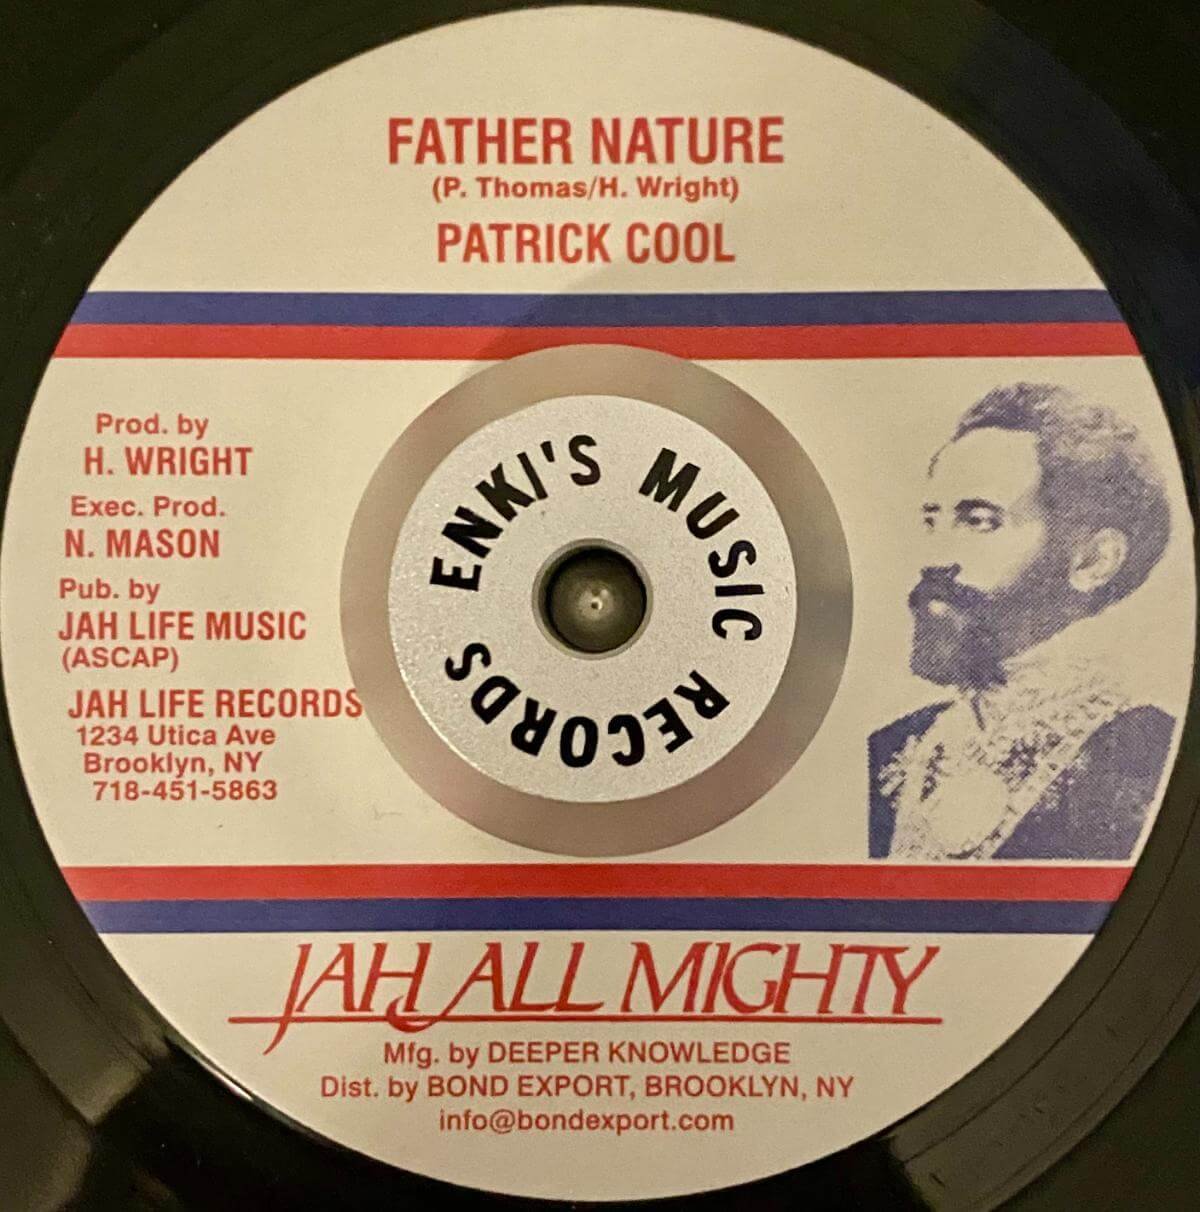 FATHER NATURE
(P. Thomas/H. Wright)
PATRICK COOL
Prod. by
H. WRIGHT
Exec. Prod.
N. MASON
Pub. by
JAH LIFE MUSIC
(ASCAP)
JAH LIFE RECORDS
1234 Utica Ave
Brooklyn, NY
718-451-5863
ENKI'S MUSIC RECORDS
JAH ALL MIGHTY
Mfg. by DEEPER KNOWLEDGE
Dist. by BOND EXPORT, BROOKLYN, NY
info@bondexport.com